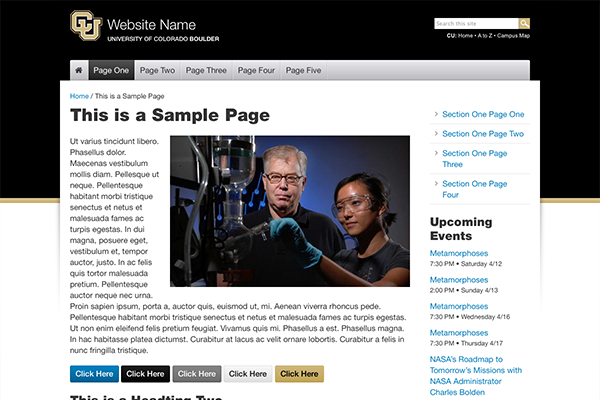 CU
Website Name
UNIVERSITY OF COLORADO BOULDER
Search this site
CU: Home • A to Z • Campus Map
Page One Page Two Page Three Page Four Page Five
Home / This is a Sample Page
This is a Sample Page
Ut varius tincidunt libero.
Phasellus dolor.
Maecenas vestibulum
mollis diam. Pellesque ut
neque. Pellentesque
habitant morbi tristique
senectus et netus et
malesuada fames ac
turpis egestas. In dui
magna, posuere eget,
vestibulum et, tempor
auctor, justo. In ac felis
quis tortor malesuada
pretium. Pellentesque
auctor neque nec urna.
Proin sapien ipsum, porta a, auctor quis, euismod ut, mi. Aenean viverra rhoncus pede.
Pellentesque habitant morbi tristique senectus et netus et malesuada fames ac turpis egestas.
Ut non enim eleifend felis pretium feugiat. Vivamus quis mi. Phasellus a est. Phasellus magna.
In hac habitasse platea dictumst. Curabitur at lacus ac velit ornare lobortis. Curabitur a felis in
nunc fringilla tristique.
Click Here Click Here Click Here Click Here Click Here
This is a Headting Two
Section One Page One
Section One Page Two
Section One Page
Three
Section One Page
Four
Upcoming
Events
Metamorphoses
7:30 PM • Saturday 4/12
Metamorphoses
2:00 PM • Sunday 4/13
Metamorphoses
7:30 PM • Wednesday 4/16
Metamorphoses
7:30 PM • Thursday 4/17
NASA's Roadmap to
Tomorrow's Missions with
NASA Administrator
Charles Bolden